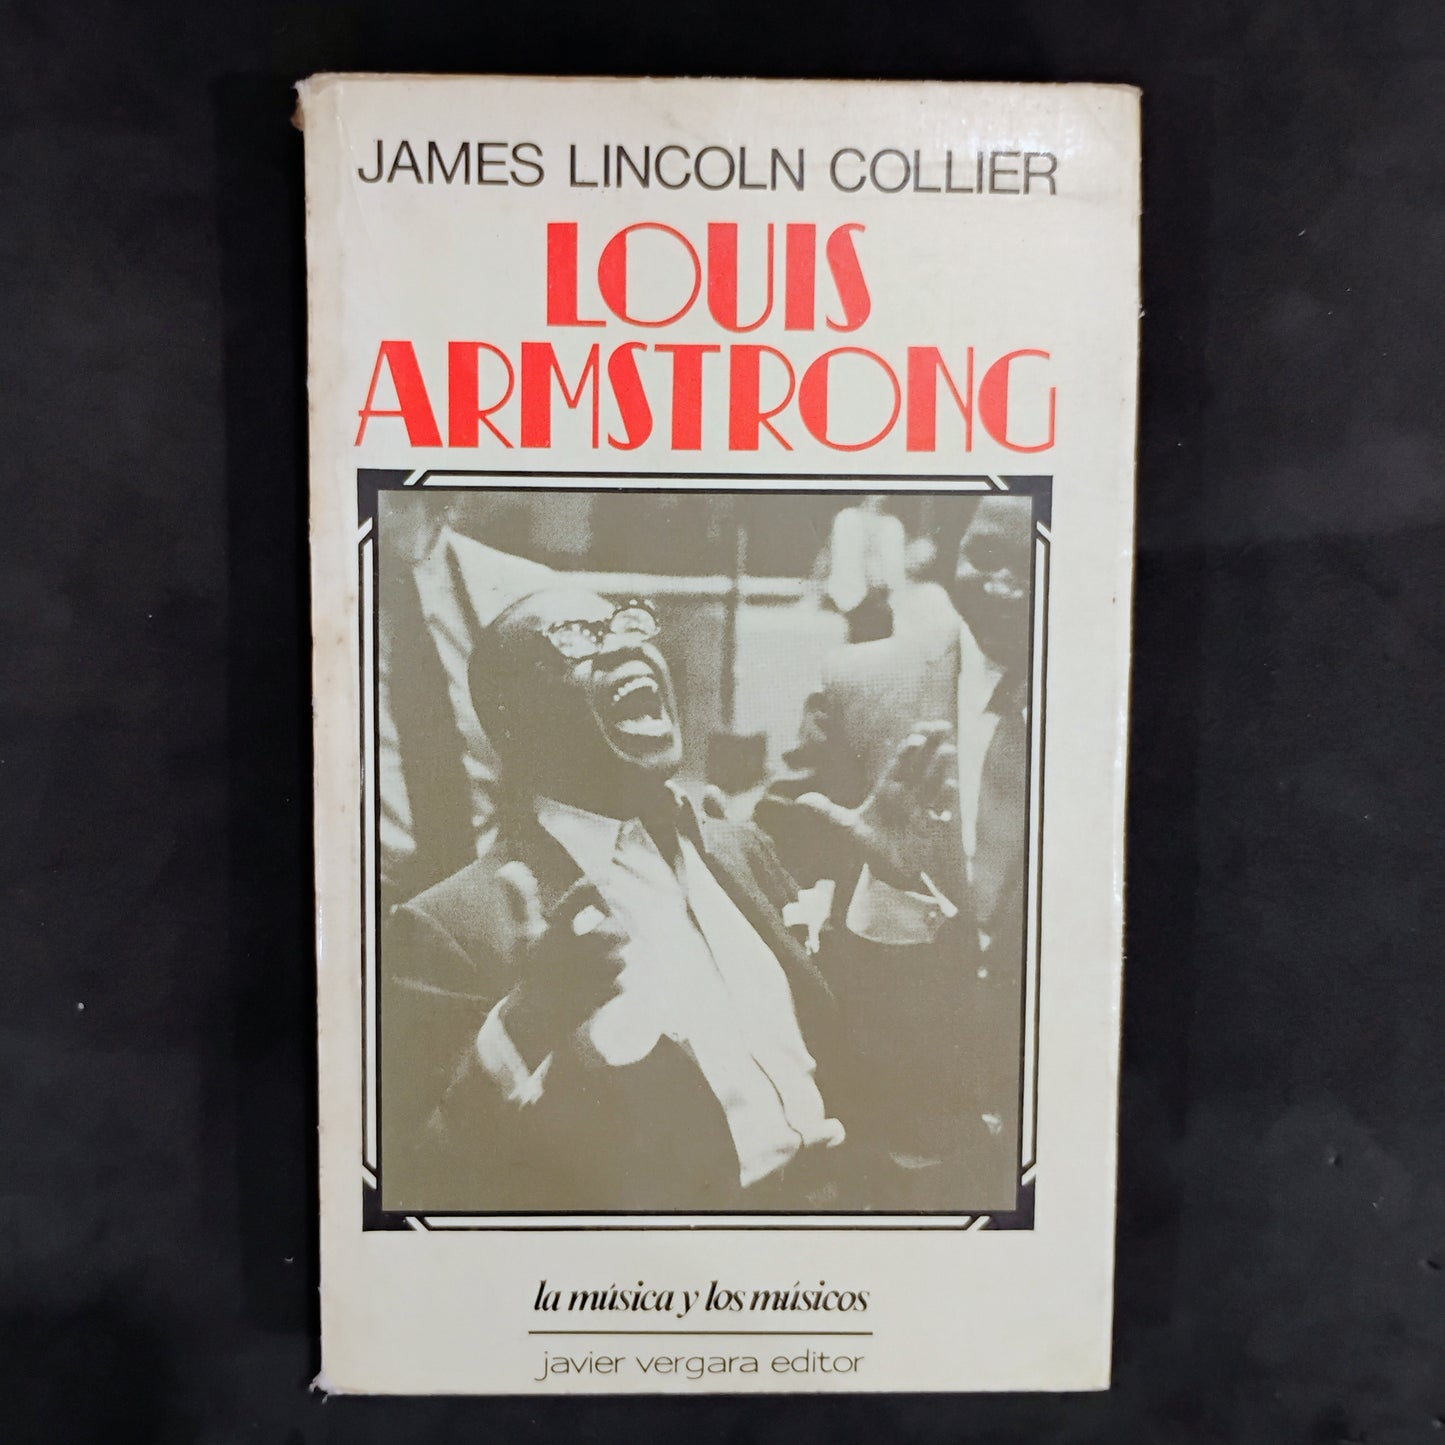 JAMES LINCOLN COLLIER
LOUIS
ARMSTRONG
la música y los músicos
javier vergara editor